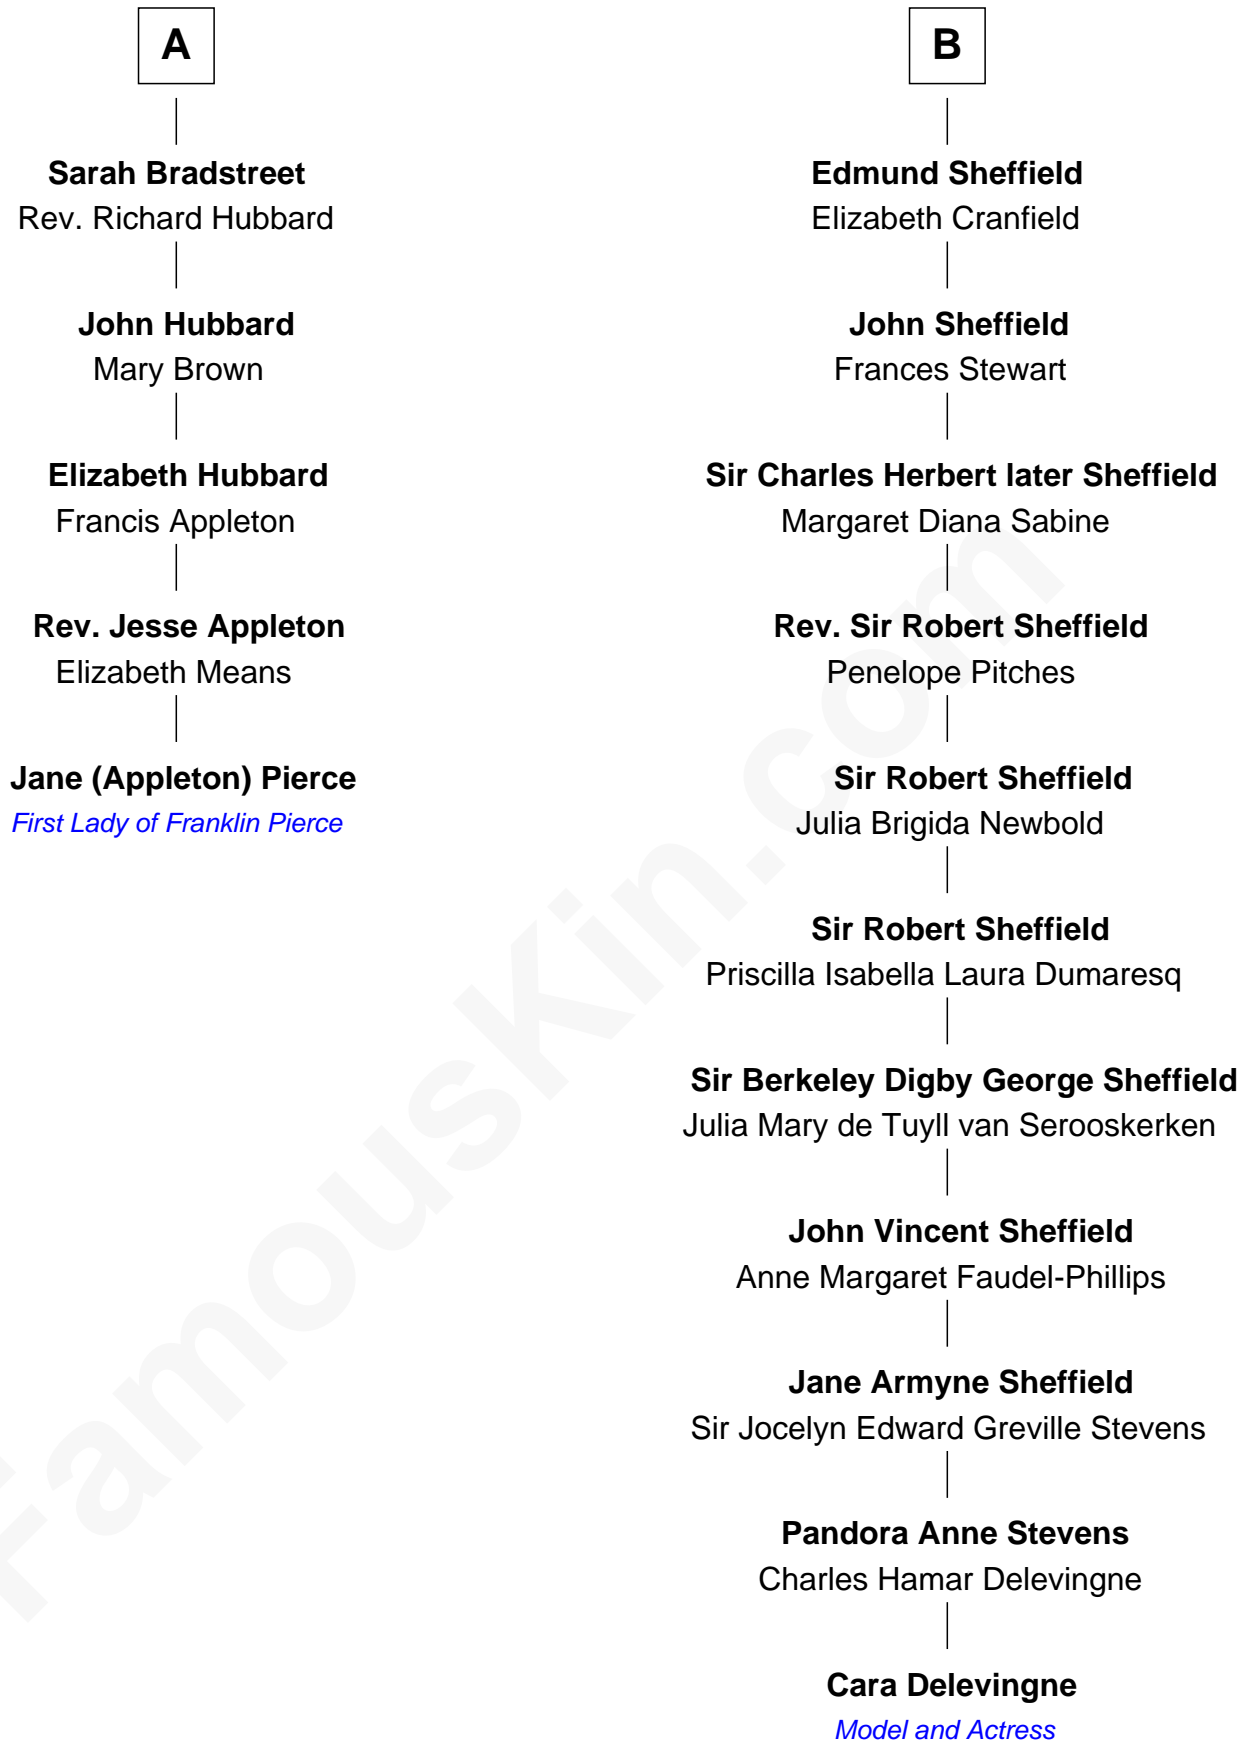 A
Sarah Bradstreet
Rev. Richard Hubbard
John Hubbard
Mary Brown
Elizabeth Hubbard
Francis Appleton
Rev. Jesse Appleton
Elizabeth Means
Jane (Appleton) Pierce
First Lady of Franklin Pierce
B
Edmund Sheffield
Elizabeth Cranfield
John Sheffield
Frances Stewart
Sir Charles Herbert later Sheffield
Margaret Diana Sabine
Rev. Sir Robert Sheffield
Penelope Pitches
Sir Robert Sheffield
Julia Brigida Newbold
Sir Robert Sheffield
Priscilla Isabella Laura Dumaresq
Sir Berkeley Digby George Sheffield
Julia Mary de Tuyll van Serooskerken
John Vincent Sheffield
Anne Margaret Faudel-Phillips
Jane Armyne Sheffield
Sir Jocelyn Edward Greville Stevens
Pandora Anne Stevens
Charles Hamar Delevingne
Cara Delevingne
Model and Actress
FamousKin.com